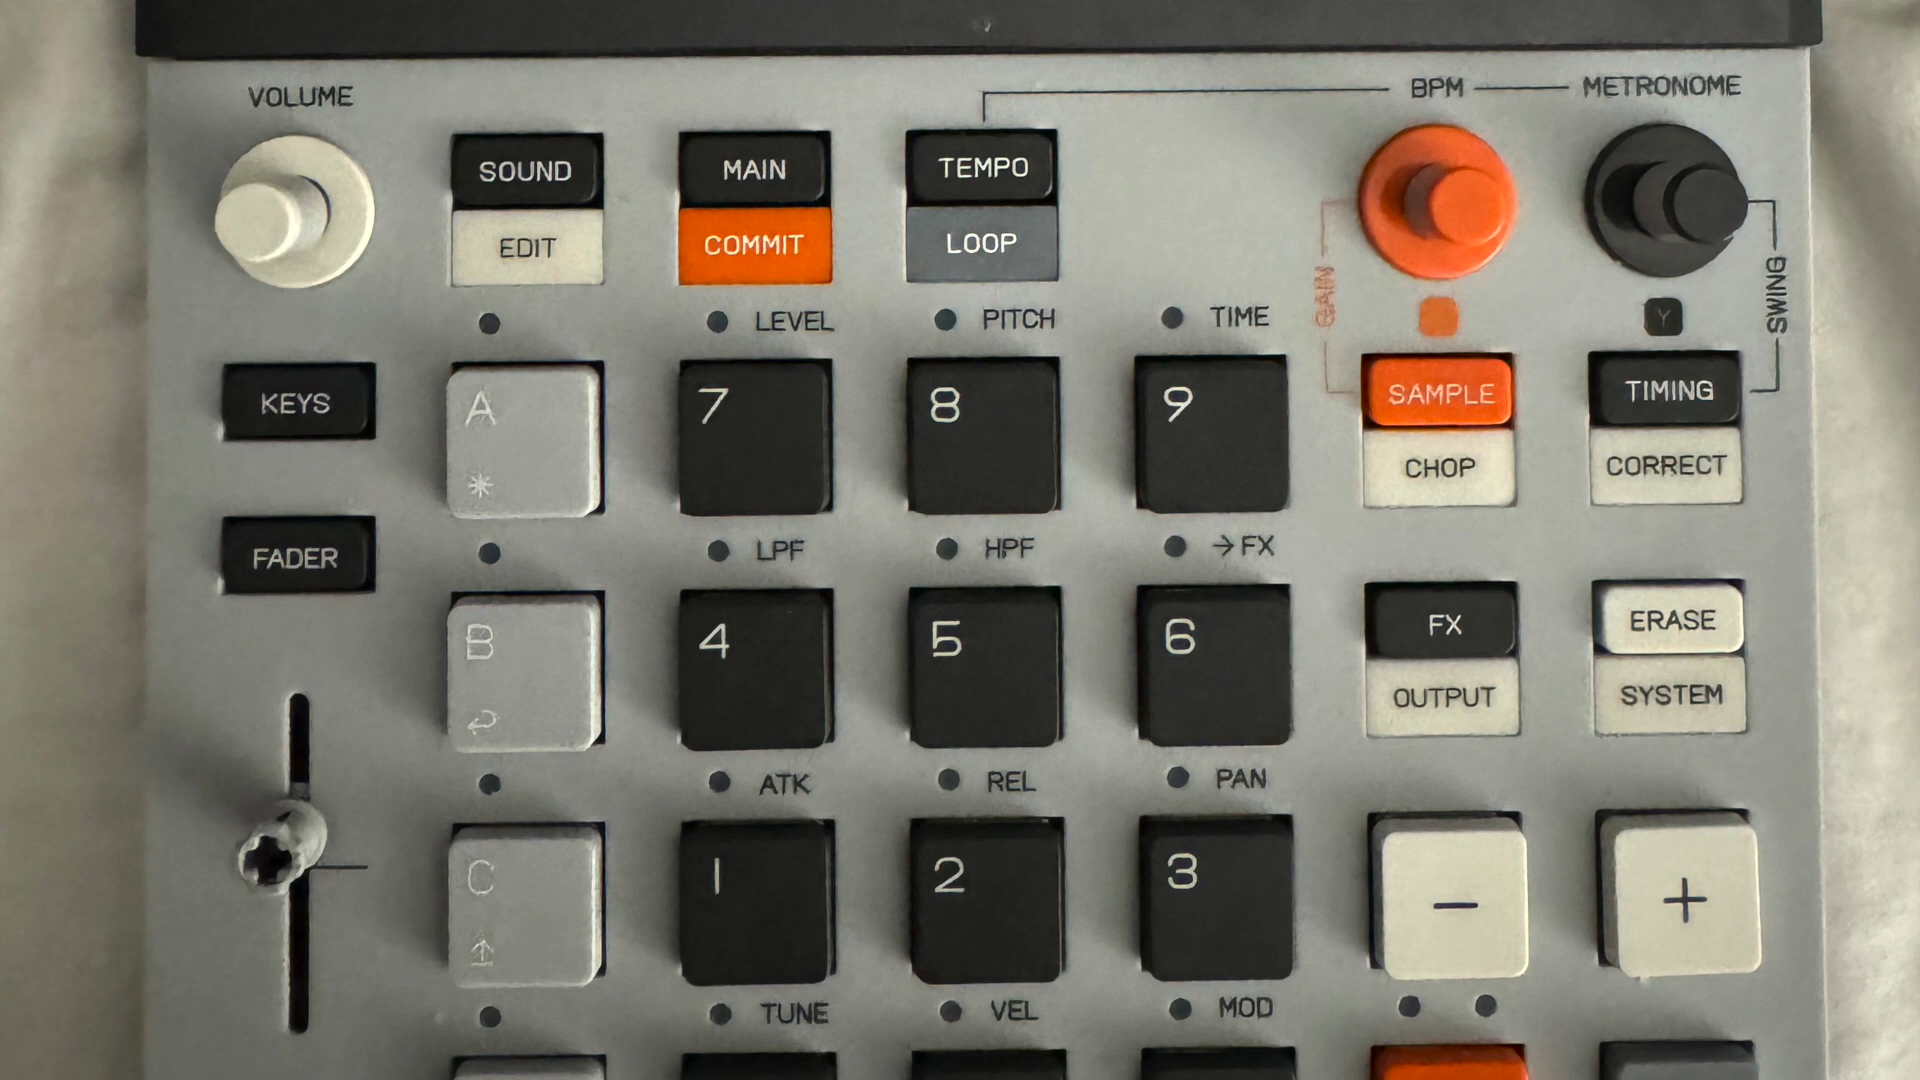 VOLUME
BPM
METRONOME
SOUND
MAIN
TEMPO
EDIT
COMMIT
LOOP
GAIN
SWING
Y
LEVEL
PITCH
TIME
KEYS
A
7
8
9
SAMPLE
TIMING
CHOP
CORRECT
FADER
LPF
HPF
→FX
B
4
5
6
FX
ERASE
OUTPUT
SYSTEM
ATK
REL
PAN
C
1
2
3
−
+
TUNE
VEL
MOD